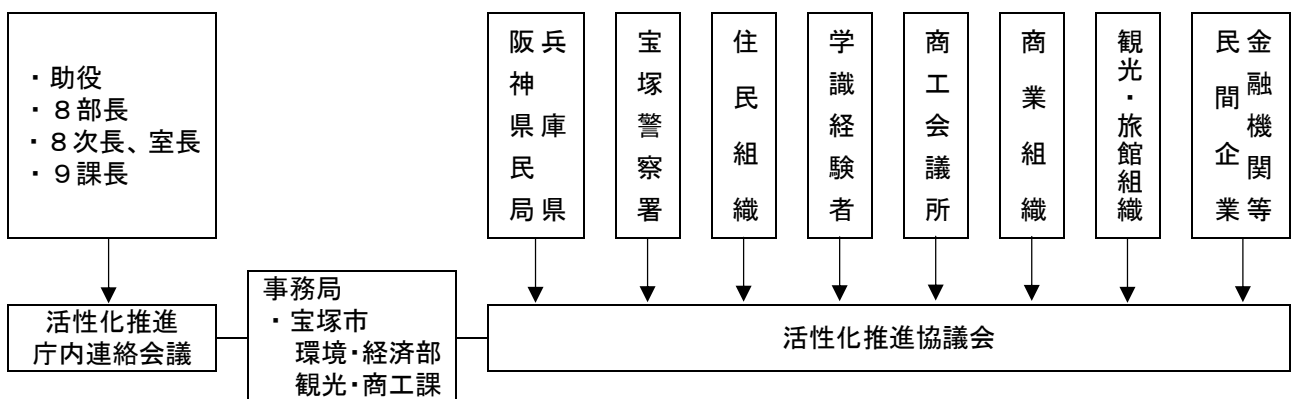 ・助役
・８部長
・８次長、室長
・９課長
兵庫県
阪神県民局
宝塚警察署
住民組織
学識経験者
商工会議所
商業組織
観光・旅館組織
金融機関等
民間企業
活性化推進
庁内連絡会議
事務局
・宝塚市
環境・経済部
観光・商工課
活性化推進協議会